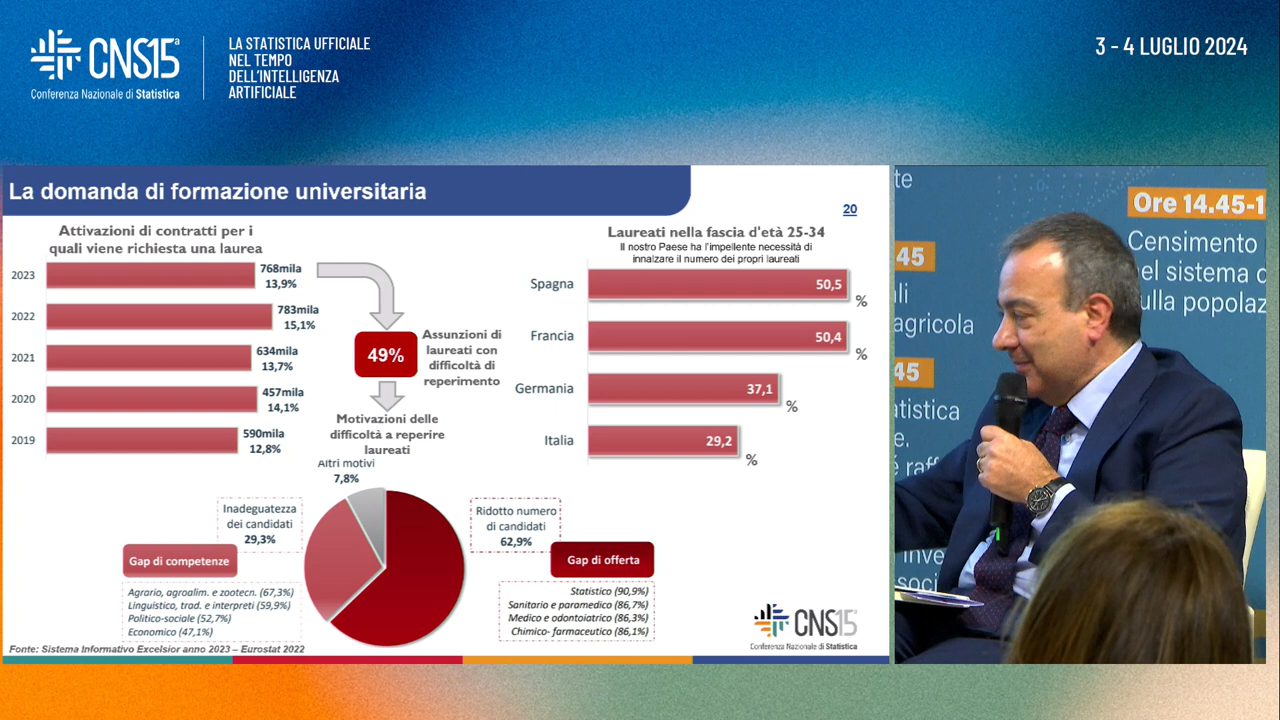 CNS15ª
Conferenza Nazionale di Statistica
LA STATISTICA UFFICIALE
NEL TEMPO
DELL'INTELLIGENZA
ARTIFICIALE
3 - 4 LUGLIO 2024
La domanda di formazione universitaria
20
Attivazioni di contratti per i
quali viene richiesta una laurea
2023
768mila
13,9%
2022
783mila
15,1%
2021
634mila
13,7%
2020
457mila
14,1%
2019
590mila
12,8%
49%
Assunzioni di
laureati con
difficoltà di
reperimento
Motivazioni delle
difficoltà a reperire
laureati
Altri motivi
7,8%
Inadeguatezza
dei candidati
29,3%
Gap di competenze
Agrario, agroalim. e zootecn. (67,3%)
Linguistico, trad. e interpreti (59,9%)
Politico-sociale (52,7%)
Economico (47,1%)
Ridotto numero
di candidati
62,9%
Gap di offerta
Statistico (90,9%)
Sanitario e paramedico (86,7%)
Medico e odontoiatrico (86,3%)
Chimico- farmaceutico (86,1%)
Laureati nella fascia d'età 25-34
Il nostro Paese ha l'impellente necessità di
innalzare il numero dei propri laureati
Spagna
50,5
%
Francia
50,4
%
Germania
37,1
%
Italia
29,2
%
Fonte: Sistema Informativo Excelsior anno 2023 – Eurostat 2022
CNS15
Conferenza Nazionale di Statistica
te
Ore 14.45-1
Censimento
nel sistema d
ulla popolaz
45
li
agricola
45
atistica
e.
é raff
inve
soci